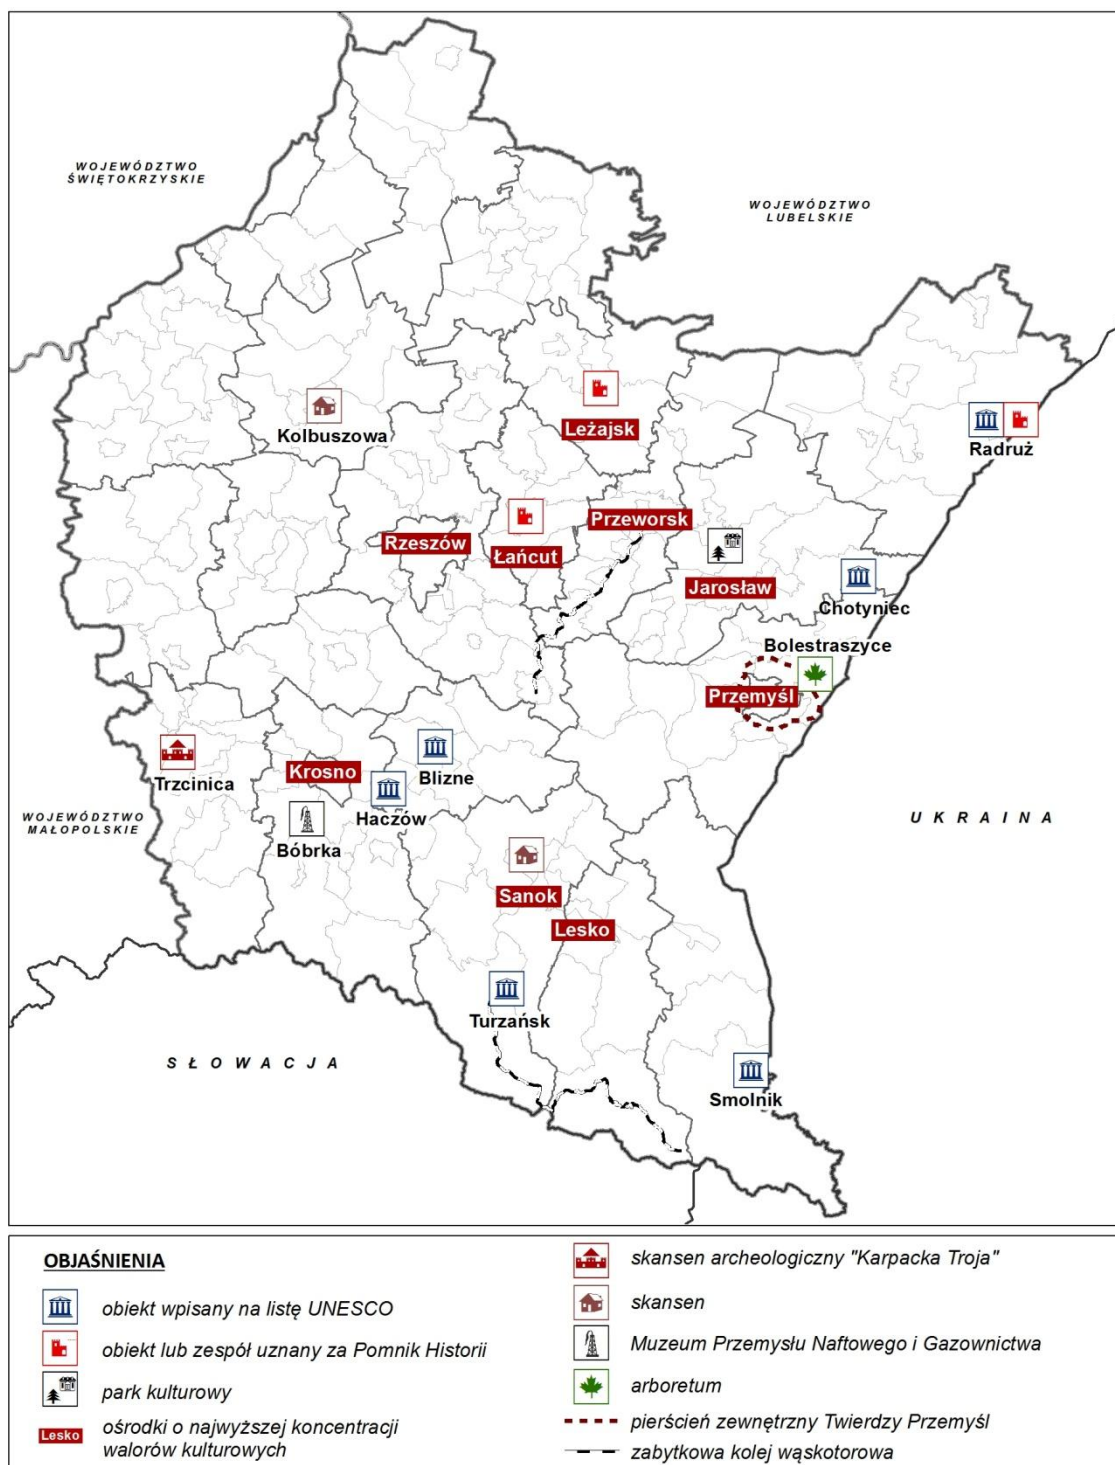 WOJEWÓDZTWO
ŚWIĘTOKRZYSKIE
WOJEWÓDZTWO
LUBELSKIE
Kolbuszowa
Leżajsk
Radruż
Przeworsk
Rzeszów
Łańcut
Jarosław
Chotyniec
Bolestraszyce
Przemyśl
Trzcinica
Krosno
Blizne
Haczów
WOJEWÓDZTWO
MAŁOPOLSKIE
Bóbrka
UKRAINA
Sanok
Lesko
Turzańsk
SŁOWACJA
Smolnik
OBJAŚNIENIA
obiekt wpisany na listę UNESCO
obiekt lub zespół uznany za Pomnik Historii
park kulturowy
Lesko
ośrodki o najwyższej koncentracji
walorów kulturowych
skansen archeologiczny "Karpacka Troja"
skansen
Muzeum Przemysłu Naftowego i Gazownictwa
arboretum
pierścień zewnętrzny Twierdzy Przemyśl
zabytkowa kolej wąskotorowa